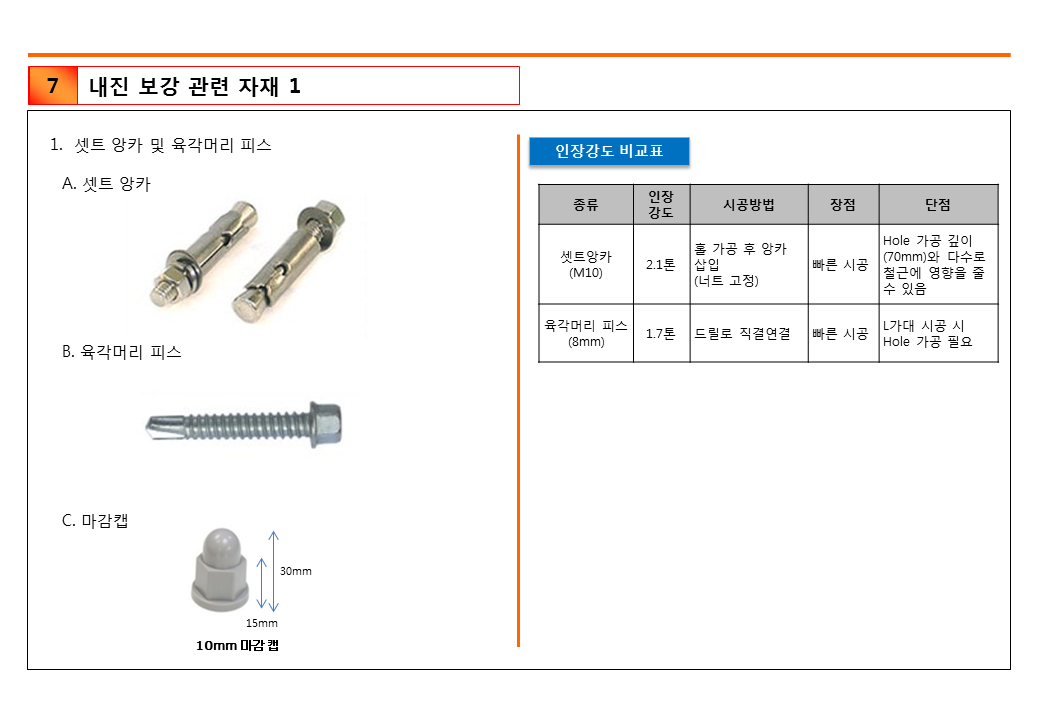 7
내진 보강 관련 자재 1
1. 셋트 앙카 및 육각머리 피스
A. 셋트 앙카
B. 육각머리 피스
C. 마감캡
30mm
15mm
10mm 마감 캡
인장강도 비교표
종류
인장
강도
시공방법
장점
단점
셋트앙카
(M10)
2.1톤
홀 가공 후 앙카
삽입
(너트 고정)
빠른 시공
Hole 가공 깊이
(70mm)와 다수로
철근에 영향을 줄
수 있음
육각머리 피스
(8mm)
1.7톤
드릴로 직결연결
빠른 시공
L가대 시공 시
Hole 가공 필요